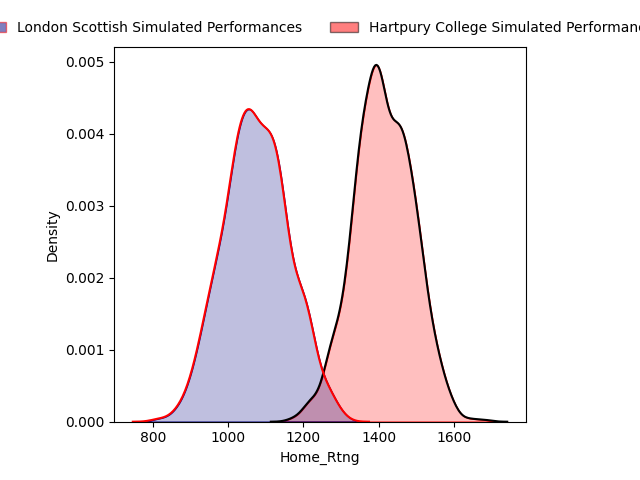 London Scottish Simulated Performances
Hartpury College Simulated
0.005
0.004
0.003
0.002
0.001
0.000
Density
800 1000 1200 1400 1600
Home_Rtng